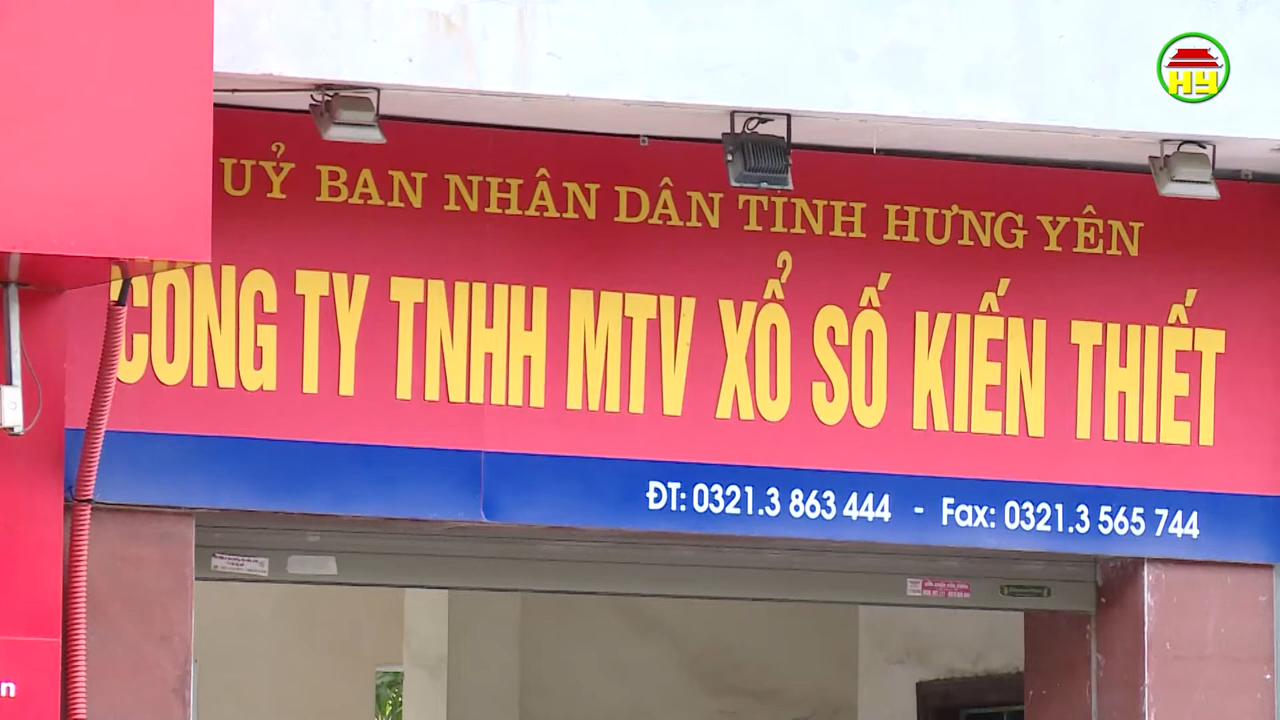 HY
UỶ BAN NHÂN DÂN TỈNH HƯNG YÊN
CÔNG TY TNHH MTV XỔ SỐ KIẾN THIẾT
ĐT: 0321.3 863 444 - Fax: 0321.3 565 744